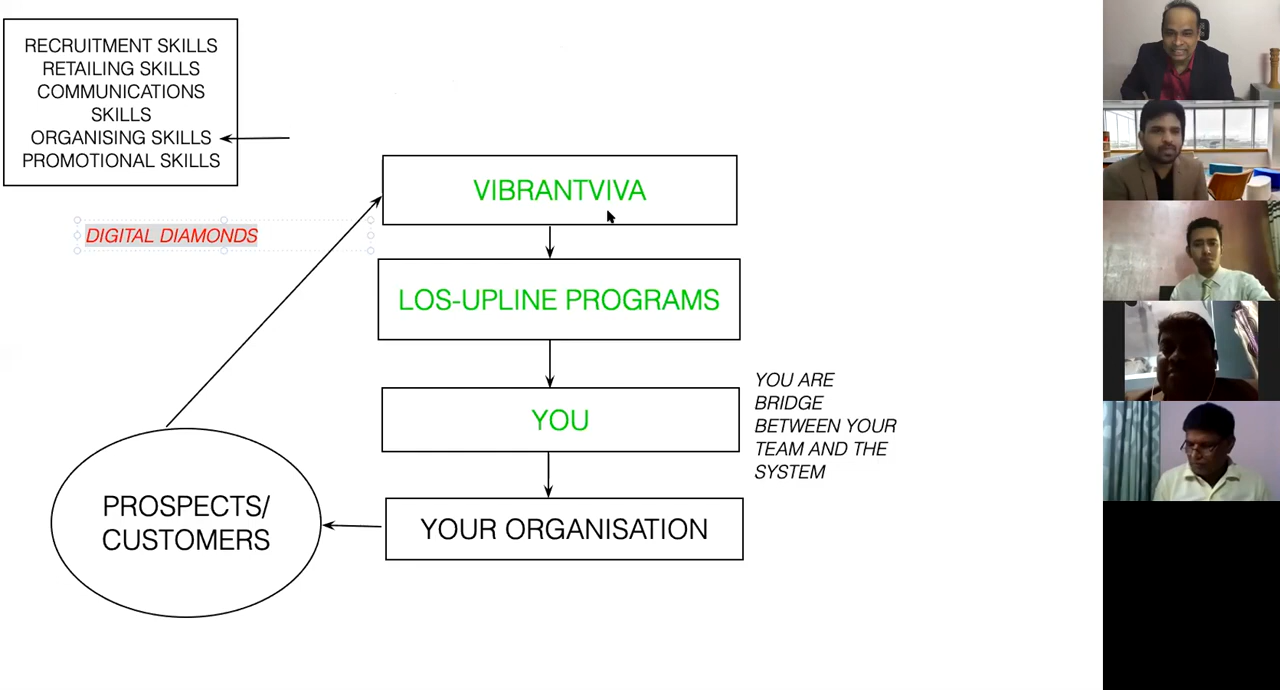 RECRUITMENT SKILLS
RETAILING SKILLS
COMMUNICATIONS
SKILLS
ORGANISING SKILLS
PROMOTIONAL SKILLS
VIBRANTVIVA
DIGITAL DIAMONDS
LOS-UPLINE PROGRAMS
YOU ARE
BRIDGE
BETWEEN YOUR
TEAM AND THE
SYSTEM
YOU
PROSPECTS/
CUSTOMERS
YOUR ORGANISATION